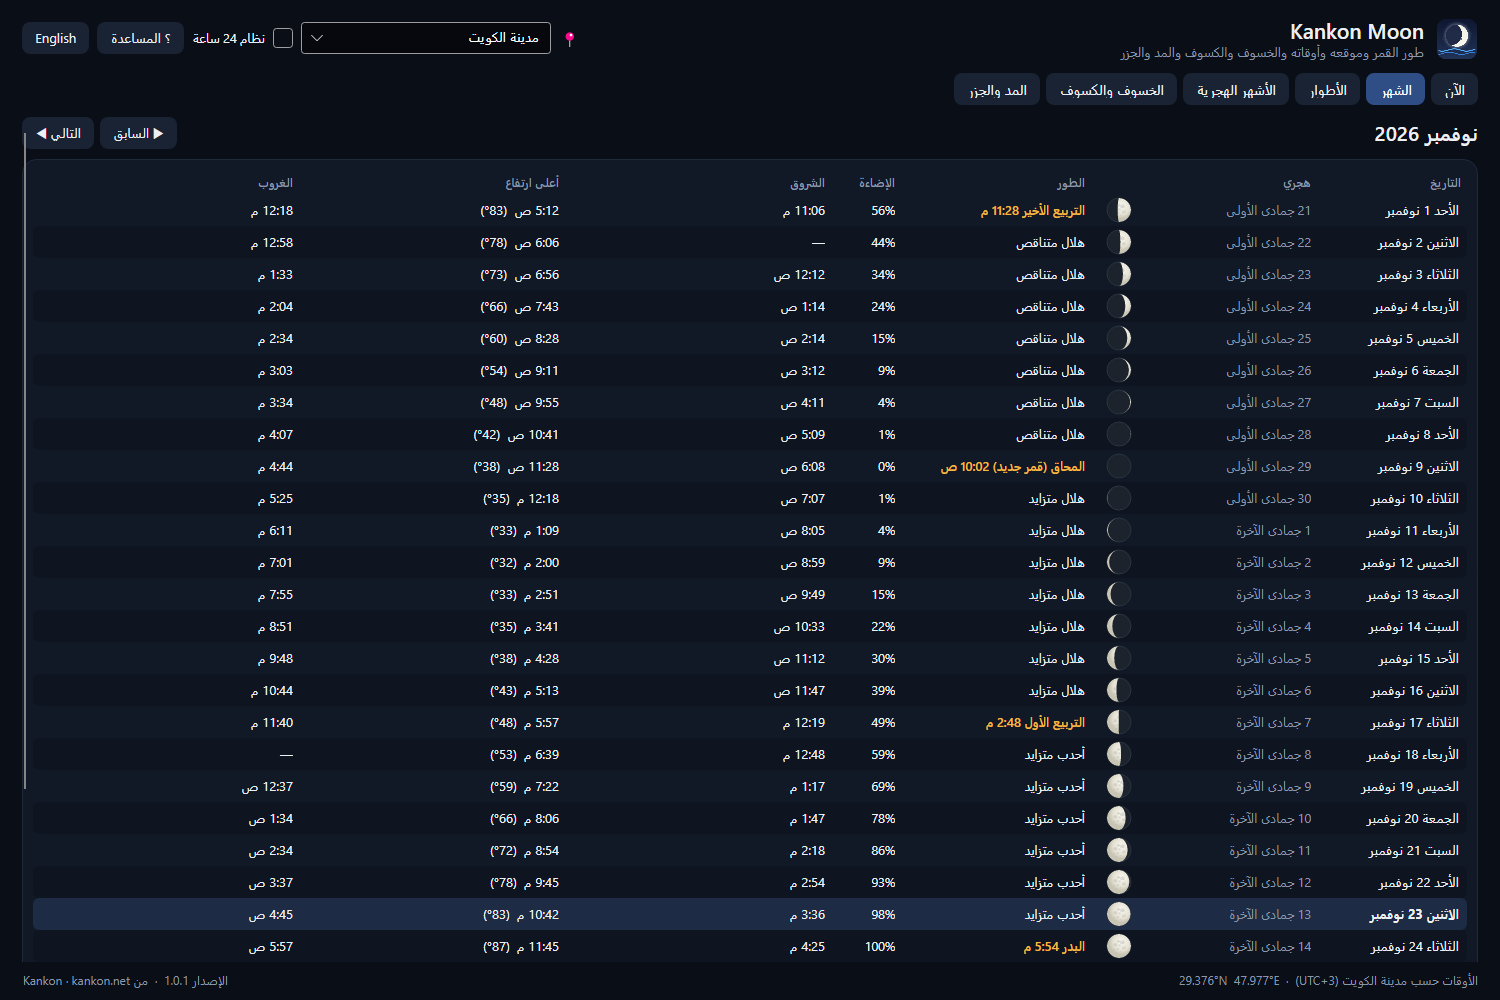 Kankon Moon
طور القمر وموقعه وأوقاته والخسوف والكسوف والمد والجزر
مدينة الكويت
نظام 24 ساعة
؟ المساعدة
English
الآن
الشهر
الأطوار
الأشهر الهجرية
الخسوف والكسوف
المد والجزر
نوفمبر 2026
▶ السابق
التالي ◀
التاريخ هجري الطور الإضاءة الشروق أعلى ارتفاع الغروب
الأحد 1 نوفمبر 21 جمادى الأولى التربيع الأخير 11:28 م 56% 11:06 م 5:12 ص (83°) 12:18 م
الاثنين 2 نوفمبر 22 جمادى الأولى هلال متناقص 44% — 6:06 ص (78°) 12:58 م
الثلاثاء 3 نوفمبر 23 جمادى الأولى هلال متناقص 34% 12:12 ص 6:56 ص (73°) 1:33 م
الأربعاء 4 نوفمبر 24 جمادى الأولى هلال متناقص 24% 1:14 ص 7:43 ص (66°) 2:04 م
الخميس 5 نوفمبر 25 جمادى الأولى هلال متناقص 15% 2:14 ص 8:28 ص (60°) 2:34 م
الجمعة 6 نوفمبر 26 جمادى الأولى هلال متناقص 9% 3:12 ص 9:11 ص (54°) 3:03 م
السبت 7 نوفمبر 27 جمادى الأولى هلال متناقص 4% 4:11 ص 9:55 ص (48°) 3:34 م
الأحد 8 نوفمبر 28 جمادى الأولى هلال متناقص 1% 5:09 ص 10:41 ص (42°) 4:07 م
الاثنين 9 نوفمبر 29 جمادى الأولى المحاق (قمر جديد) 10:02 ص 0% 6:08 ص 11:28 ص (38°) 4:44 م
الثلاثاء 10 نوفمبر 30 جمادى الأولى هلال متزايد 1% 7:07 ص 12:18 م (35°) 5:25 م
الأربعاء 11 نوفمبر 1 جمادى الآخرة هلال متزايد 4% 8:05 ص 1:09 م (33°) 6:11 م
الخميس 12 نوفمبر 2 جمادى الآخرة هلال متزايد 9% 8:59 ص 2:00 م (32°) 7:01 م
الجمعة 13 نوفمبر 3 جمادى الآخرة هلال متزايد 15% 9:49 ص 2:51 م (33°) 7:55 م
السبت 14 نوفمبر 4 جمادى الآخرة هلال متزايد 22% 10:33 ص 3:41 م (35°) 8:51 م
الأحد 15 نوفمبر 5 جمادى الآخرة هلال متزايد 30% 11:12 ص 4:28 م (38°) 9:48 م
الاثنين 16 نوفمبر 6 جمادى الآخرة هلال متزايد 39% 11:47 ص 5:13 م (43°) 10:44 م
الثلاثاء 17 نوفمبر 7 جمادى الآخرة التربيع الأول 2:48 م 49% 12:19 م 5:57 م (48°) 11:40 م
الأربعاء 18 نوفمبر 8 جمادى الآخرة أحدب متزايد 59% 12:48 م 6:39 م (53°) —
الخميس 19 نوفمبر 9 جمادى الآخرة أحدب متزايد 69% 1:17 م 7:22 م (59°) 12:37 ص
الجمعة 20 نوفمبر 10 جمادى الآخرة أحدب متزايد 78% 1:47 م 8:06 م (66°) 1:34 ص
السبت 21 نوفمبر 11 جمادى الآخرة أحدب متزايد 86% 2:18 م 8:54 م (72°) 2:34 ص
الأحد 22 نوفمبر 12 جمادى الآخرة أحدب متزايد 93% 2:54 م 9:45 م (78°) 3:37 ص
الاثنين 23 نوفمبر 13 جمادى الآخرة أحدب متزايد 98% 3:36 م 10:42 م (83°) 4:45 ص
الثلاثاء 24 نوفمبر 14 جمادى الآخرة البدر 5:54 م 100% 4:25 م 11:45 م (87°) 5:57 ص
الأوقات حسب مدينة الكويت (UTC+3) · 29.376°N 47.977°E
الإصدار 1.0.1 · من Kankon · kankon.net